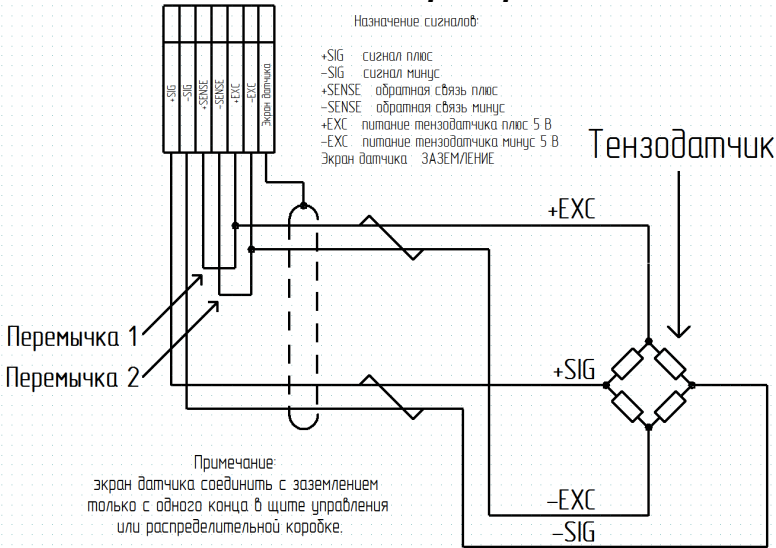 Назначение сигналов:
+SIG сигнал плюс
-SIG сигнал минус
+SENSE обратная связь плюс
-SENSE обратная связь минус
+EXC питание тензодатчика плюс 5 В
-EXC питание тензодатчика минус 5 В
Экран датчика ЗАЗЕМЛЕНИЕ
+SIG
-SIG
+SENSE
-SENSE
+EXC
-EXC
Экран датчика
Тензодатчик
+EXC
Перемычка 1
Перемычка 2
+SIG
-EXC
-SIG
Примечание:
экран датчика соединить с заземлением
только с одного конца в щите управления
или распределительной коробке.